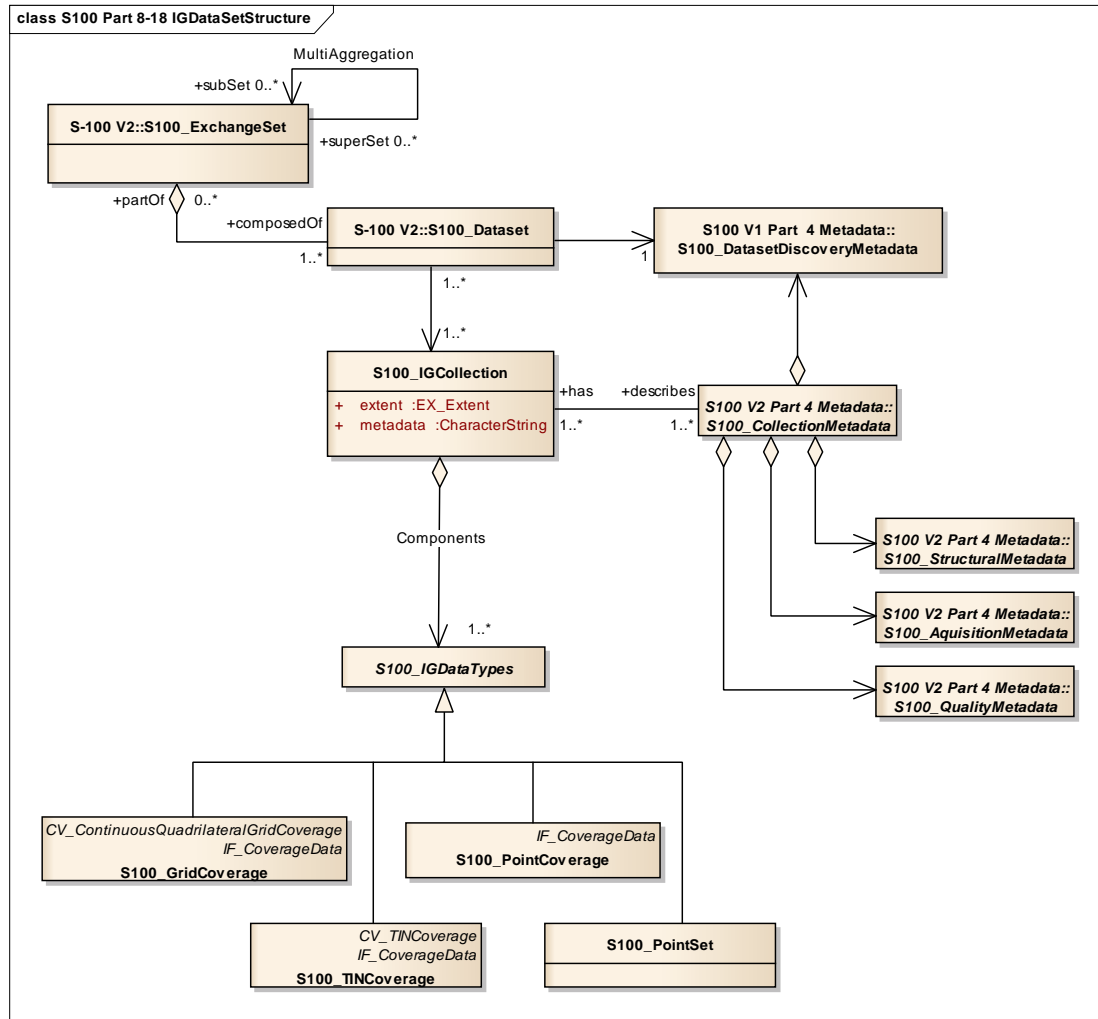 class S100 Part 8-18 IGDataSetStructure
MultiAggregation
+subSet 0..*
S-100 V2::S100_ExchangeSet
+superSet 0..*
+partOf
0..*
+composedOf
1..*
S-100 V2::S100_Dataset
1
S100 V1 Part 4 Metadata::
S100_DatasetDiscoveryMetadata
1..*
1..*
S100_IGCollection
+ extent :EX_Extent
+ metadata :CharacterString
+has
1..*
+describes
1..*
S100 V2 Part 4 Metadata::
S100_CollectionMetadata
Components
1..*
S100 V2 Part 4 Metadata::
S100_StructuralMetadata
S100 V2 Part 4 Metadata::
S100_AquisitionMetadata
S100 V2 Part 4 Metadata::
S100_QualityMetadata
S100_IGDataTypes
CV_ContinuousQuadrilateralGridCoverage
IF_CoverageData
S100_GridCoverage
IF_CoverageData
S100_PointCoverage
CV_TINCoverage
IF_CoverageData
S100_TINCoverage
S100_PointSet